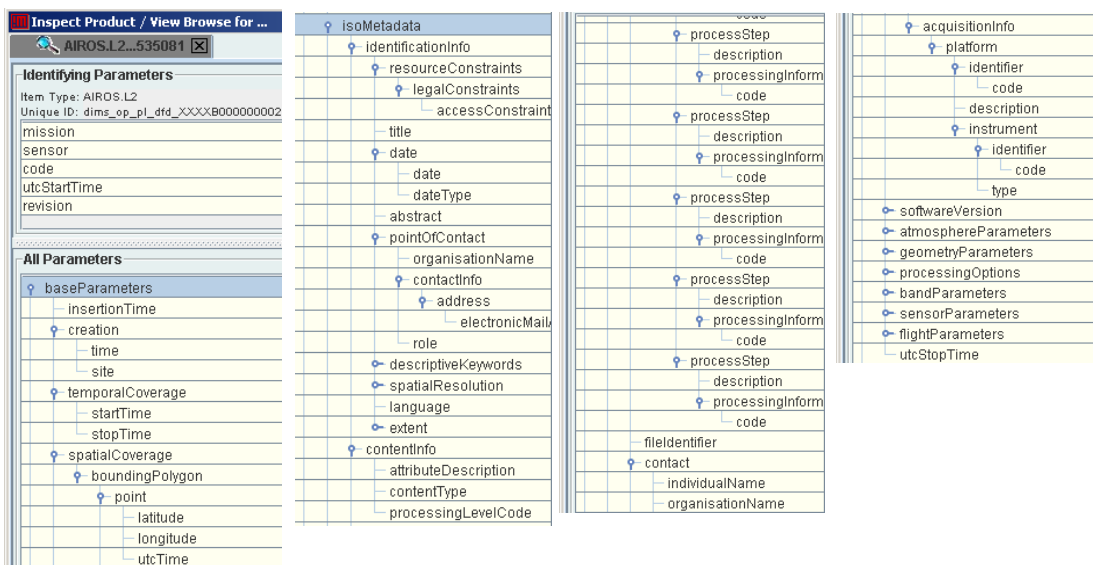 Inspect Product / View Browse for ...
AIROS.L2...535081
Identifying Parameters
Item Type: AIROS.L2
Unique ID: dims_op_pl_dfd_XXXXB000000002
mission
sensor
code
utcStartTime
revision
All Parameters
baseParameters
insertionTime
creation
time
site
temporalCoverage
startTime
stopTime
spatialCoverage
boundingPolygon
point
latitude
longitude
utcTime
isoMetadata
identificationInfo
resourceConstraints
legalConstraints
accessConstraint
title
date
date
dateType
abstract
pointOfContact
organisationName
contactInfo
address
electronicMail
role
descriptiveKeywords
spatialResolution
language
extent
contentInfo
attributeDescription
contentType
processingLevelCode
code
processStep
description
processingInform
code
processStep
description
processingInform
code
processStep
description
processingInform
code
processStep
description
processingInform
code
processStep
description
processingInform
code
fileIdentifier
contact
individualName
organisationName
acquisitionInfo
platform
identifier
code
description
instrument
identifier
code
type
softwareVersion
atmosphereParameters
geometryParameters
processingOptions
bandParameters
sensorParameters
flightParameters
utcStopTime